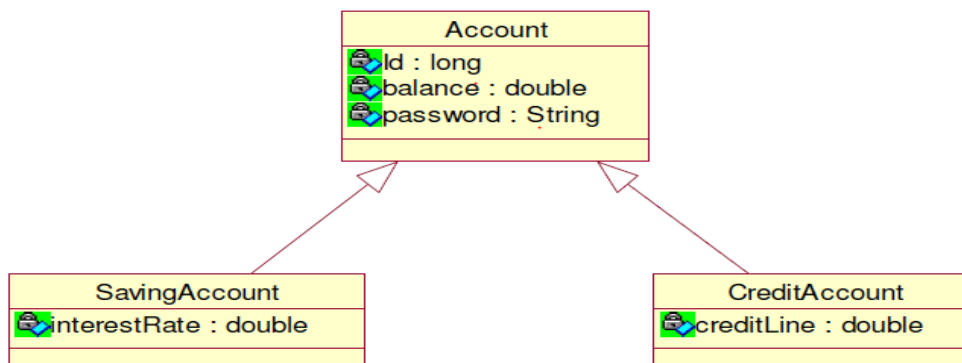 Account
Id : long
balance : double
password : String
SavingAccount
interestRate : double
CreditAccount
creditLine : double